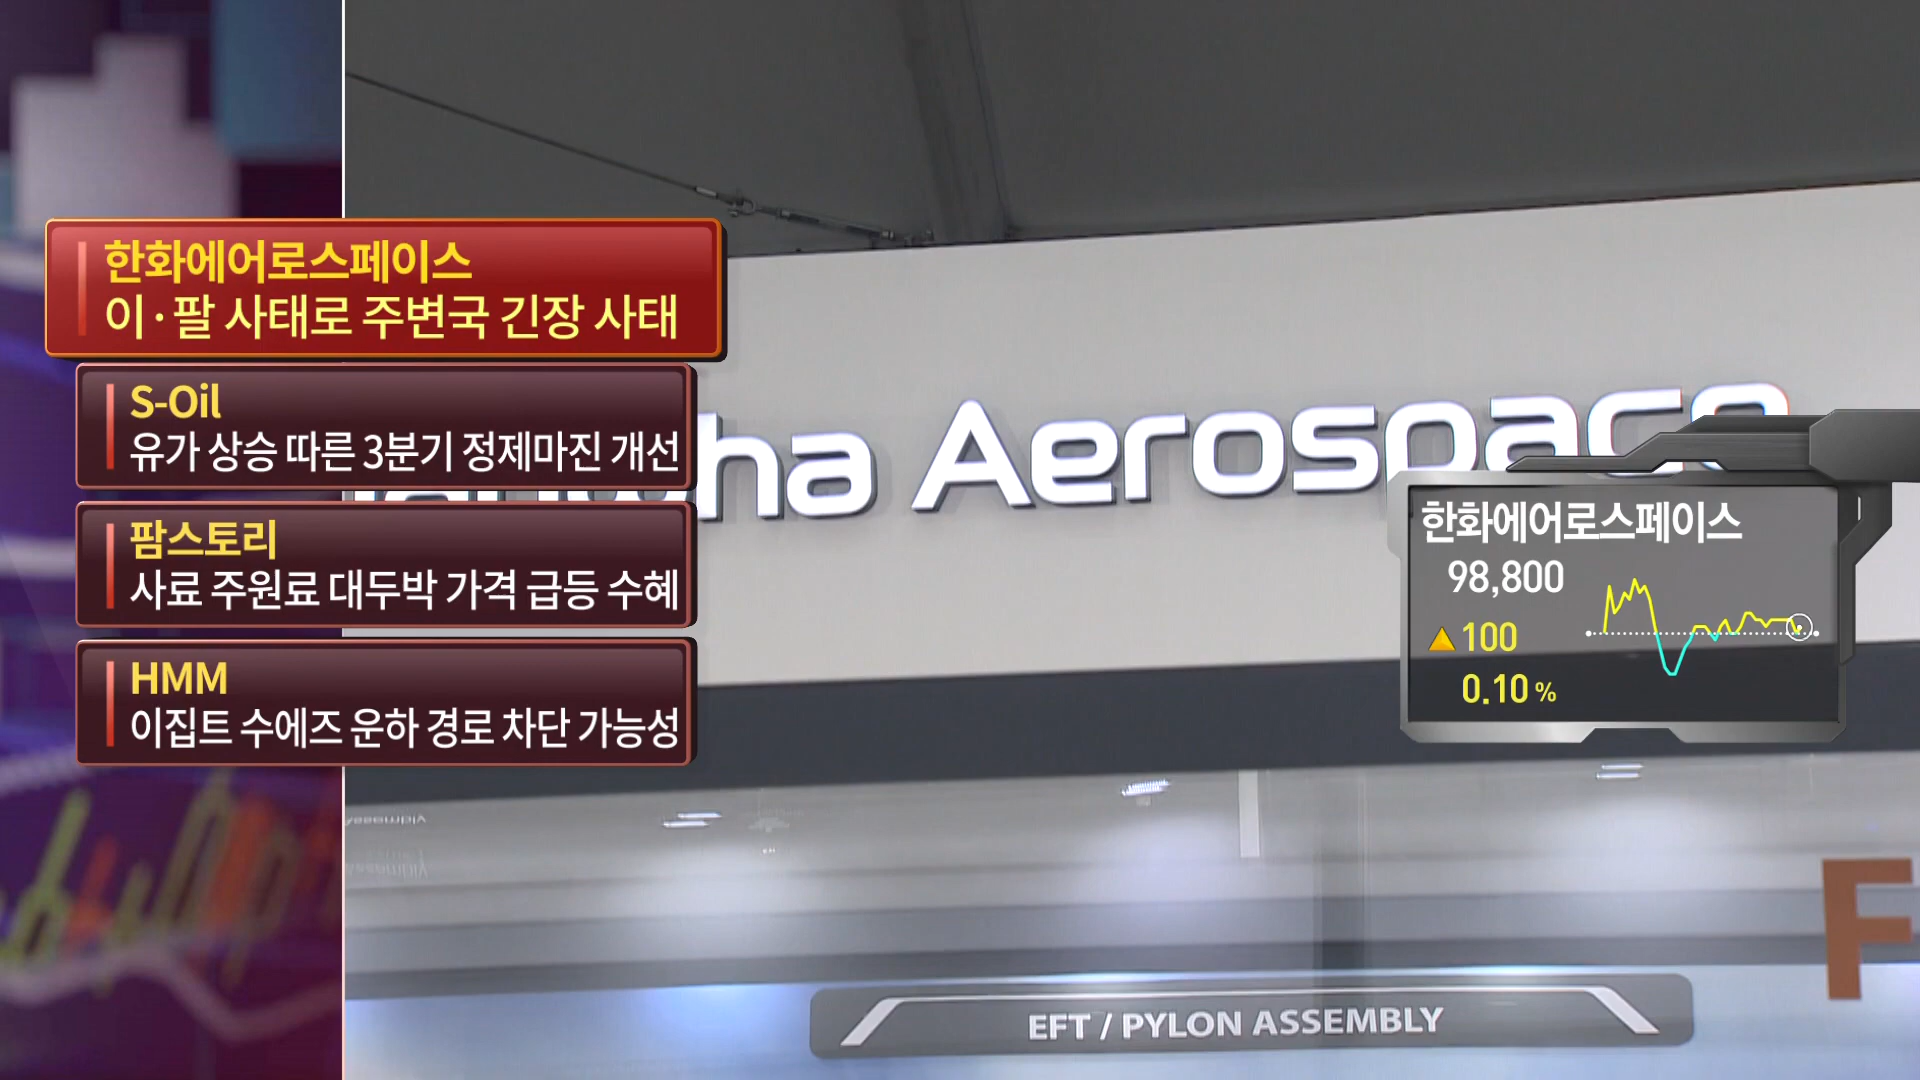 한화에어로스페이스
이·팔 사태로 주변국 긴장 사태
S-Oil
유가 상승 따른 3분기 정제마진 개선
팜스토리
사료 주원료 대두박 가격 급등 수혜
HMM
이집트 수에즈 운하 경로 차단 가능성
Aerospace
한화에어로스페이스
98,800
▲ 100
0.10 %
F
EFT / PYLON ASSEMBLY